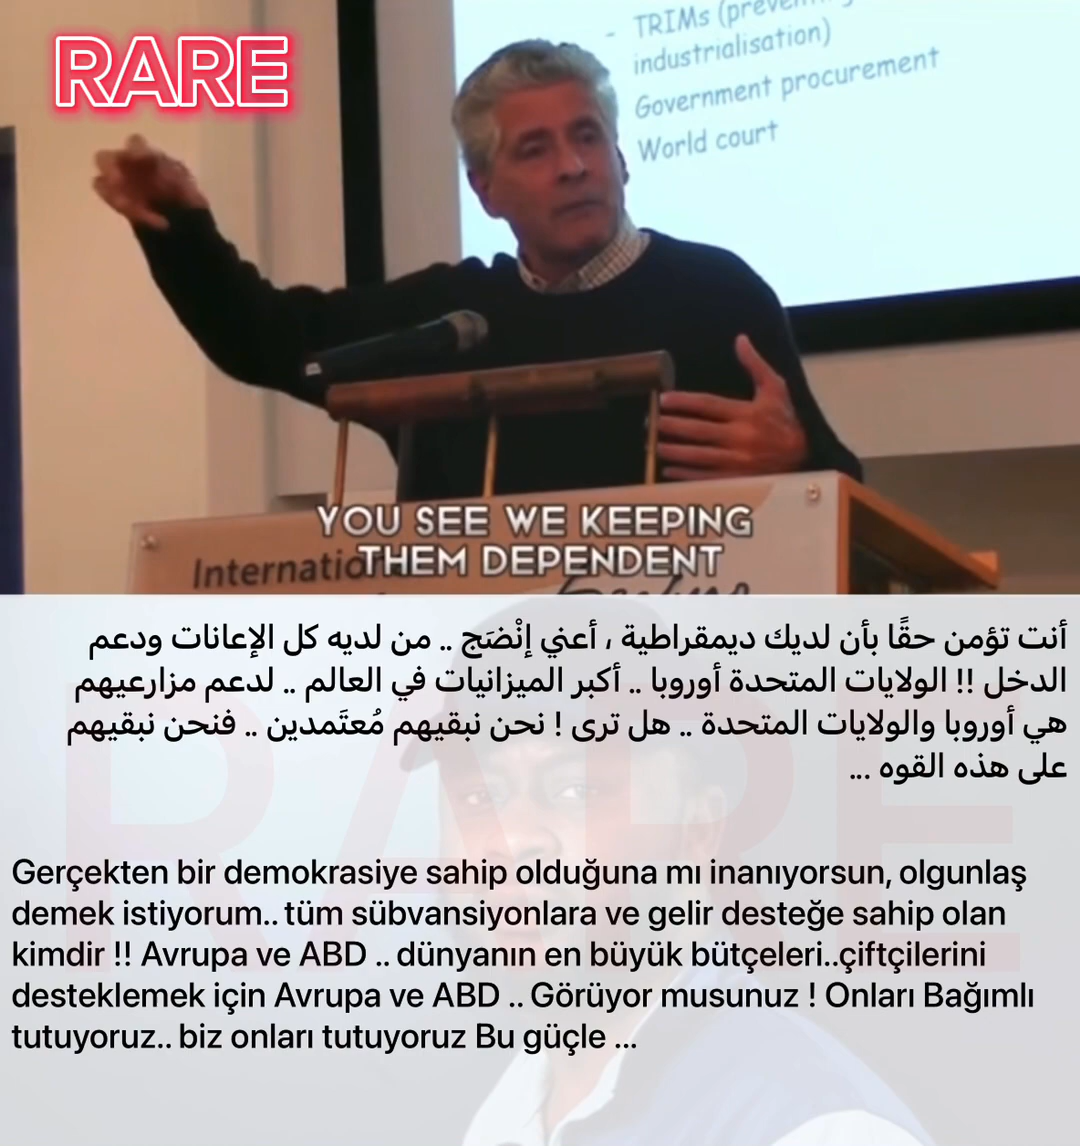 RARE
- TRIMs (preven
industrialisation)
Government procurement
World court
YOU SEE WE KEEPING
THEM DEPENDENT
Internatio
أنت تؤمن حقًا بأن لديك ديمقراطية ، أعني إنْضَج .. من لديه كل الإعانات ودعم
الدخل !! الولايات المتحدة أوروبا .. أكبر الميزانيات في العالم .. لدعم مزارعيهم
هي أوروبا والولايات المتحدة .. هل ترى ! نحن نبقيهم مُعتَمدين .. فنحن نبقيهم
على هذه القوه ...
Gerçekten bir demokrasiye sahip olduğuna mı inanıyorsun, olgunlaş
demek istiyorum.. tüm sübvansiyonlara ve gelir desteğe sahip olan
kimdir !! Avrupa ve ABD .. dünyanın en büyük bütçeleri..çiftçilerini
desteklemek için Avrupa ve ABD .. Görüyor musunuz ! Onları Bağımlı
tutuyoruz.. biz onları tutuyoruz Bu güçle ...
RARE